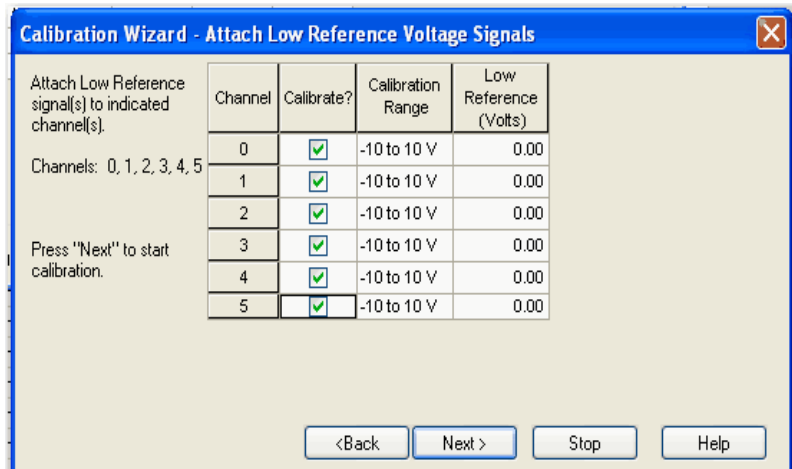 Calibration Wizard - Attach Low Reference Voltage Signals
Attach Low Reference
signal(s) to indicated
channel(s).
Channels: 0, 1, 2, 3, 4, 5
Press "Next" to start
calibration.
Channel Calibrate? Calibration Range Low Reference (Volts)
0 -10 to 10 V 0.00
1 -10 to 10 V 0.00
2 -10 to 10 V 0.00
3 -10 to 10 V 0.00
4 -10 to 10 V 0.00
5 -10 to 10 V 0.00
<Back Next > Stop Help